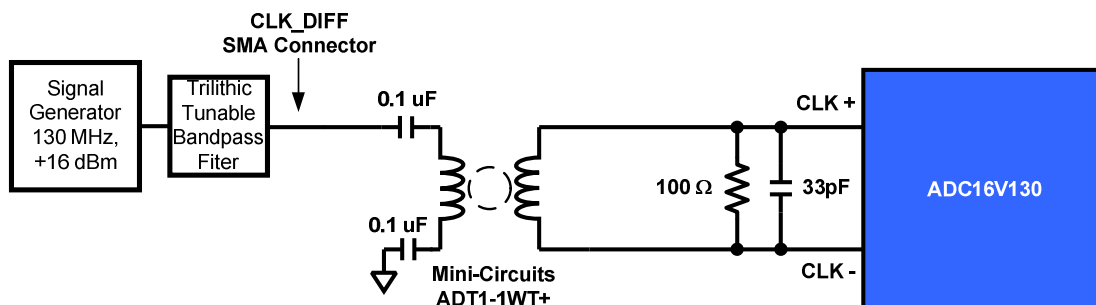 CLK_DIFF
SMA Connector
Signal
Generator
130 MHz,
+16 dBm
Trilithic
Tunable
Bandpass
Fiter
0.1 uF
0.1 uF
Mini-Circuits
ADT1-1WT+
100 Ω
33pF
CLK +
CLK -
ADC16V130